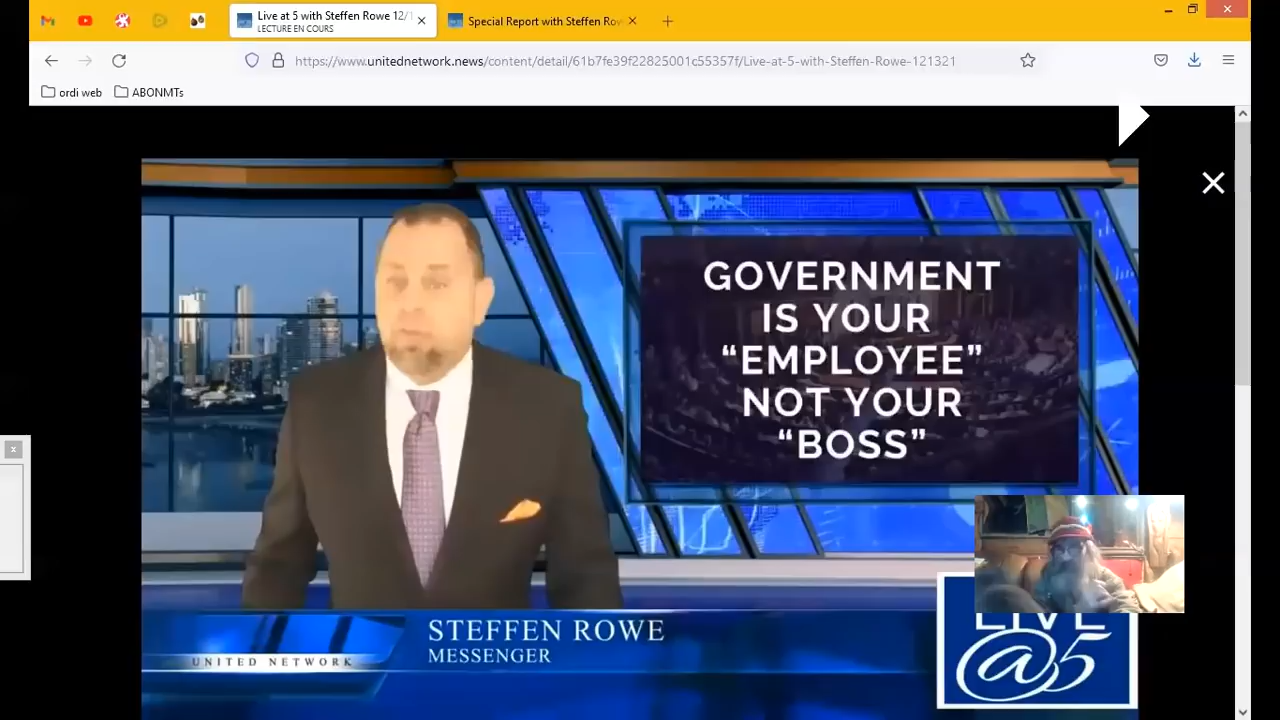 Live at 5 with Steffen Rowe 12/1
LECTURE EN COURS
Special Report with Steffen Ro
https://www.unitednetwork.news/content/detail/61b7fe39f22825001c55357f/Live-at-5-with-Steffen-Rowe-121321
ordi web
ABONMTs
GOVERNMENT
IS YOUR
“EMPLOYEE”
NOT YOUR
“BOSS”
STEFFEN ROWE
MESSENGER
UNITED NETWORK
LIVE
@5